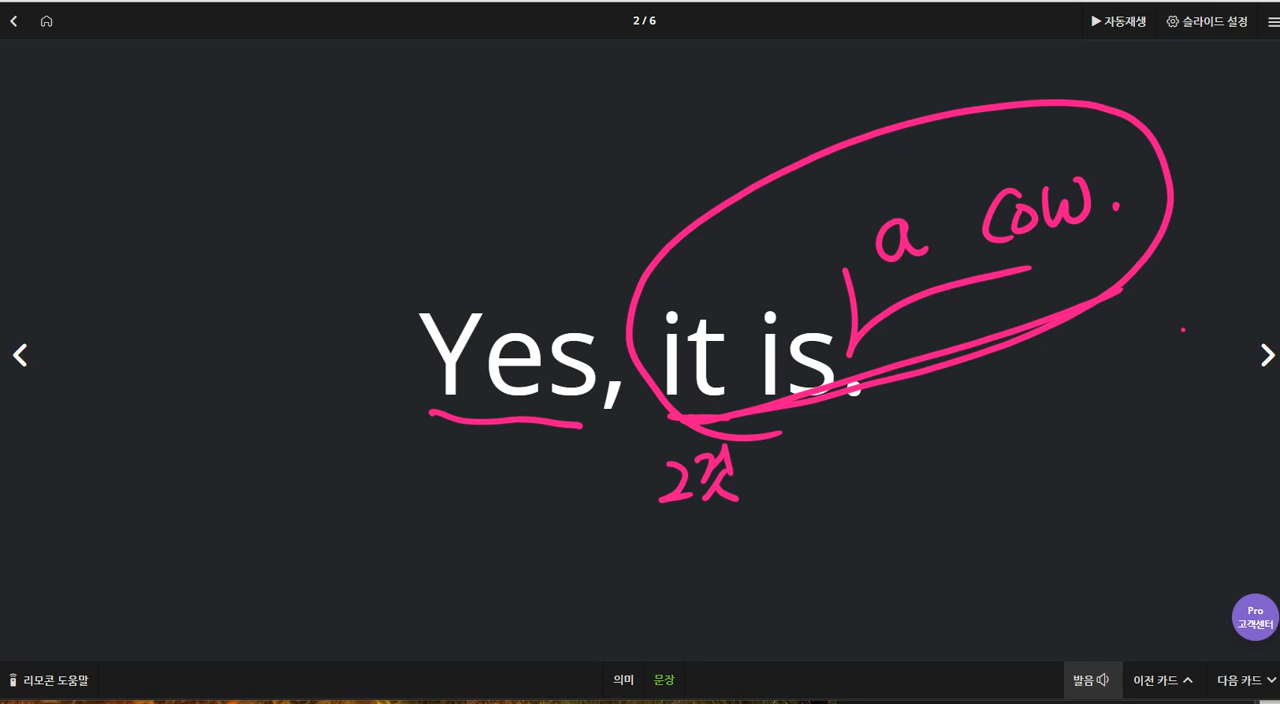 2 / 6
▶ 자동재생
슬라이드 설정
a cow.
Yes, it is.
Pro
고객센터
리모콘 도움말
의미
문장
발음
이전 카드
다음 카드